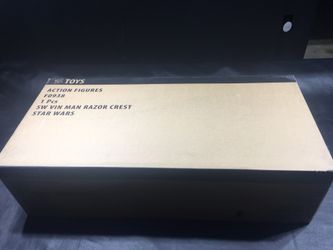 TOYS
ACTION FIGURES
F0938
1 Pcs
SW VIN MAN RAZOR CREST
STAR WARS